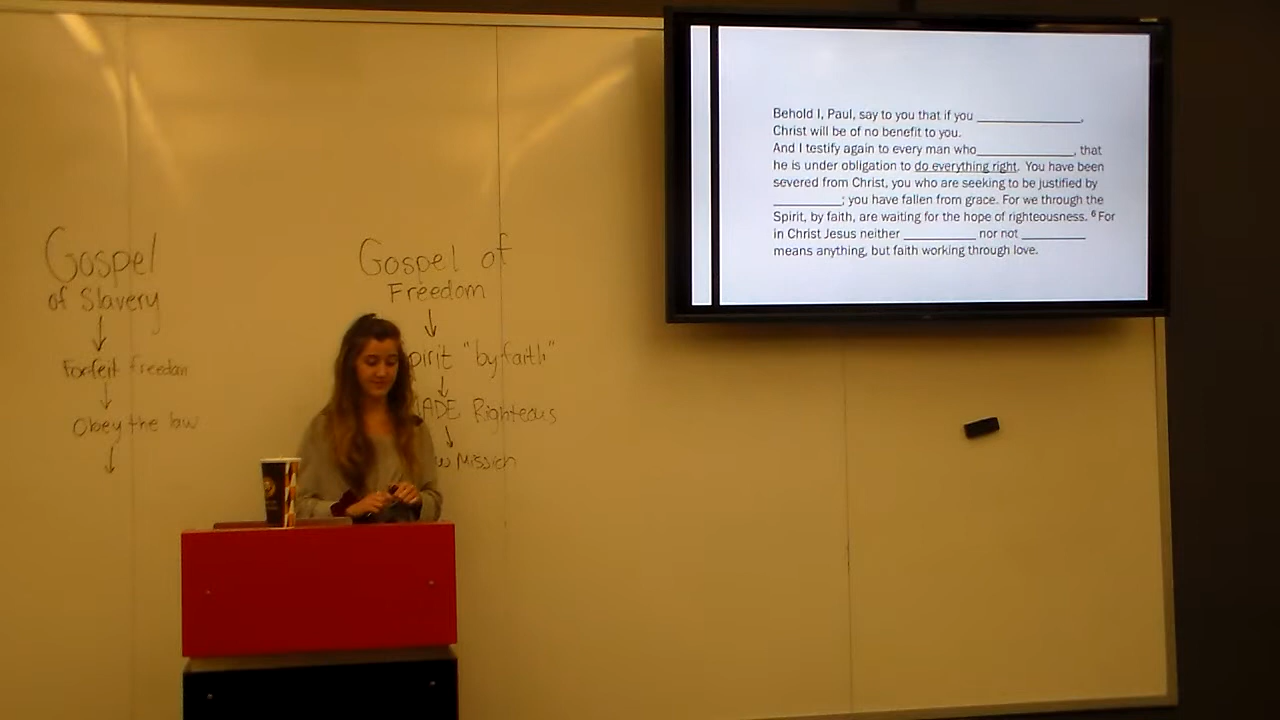 Gospel
of Slavery
Forfeit freedom
Obey the law
Gospel of
Freedom
pirit "by faith"
MADE Righteous
w Mission
Behold I, Paul, say to you that if you ______________,
Christ will be of no benefit to you.
And I testify again to every man who_____________, that
he is under obligation to do everything right. You have been
severed from Christ, you who are seeking to be justified by
_________; you have fallen from grace. For we through the
Spirit, by faith, are waiting for the hope of righteousness. ⁶ For
in Christ Jesus neither __________ nor not _________
means anything, but faith working through love.